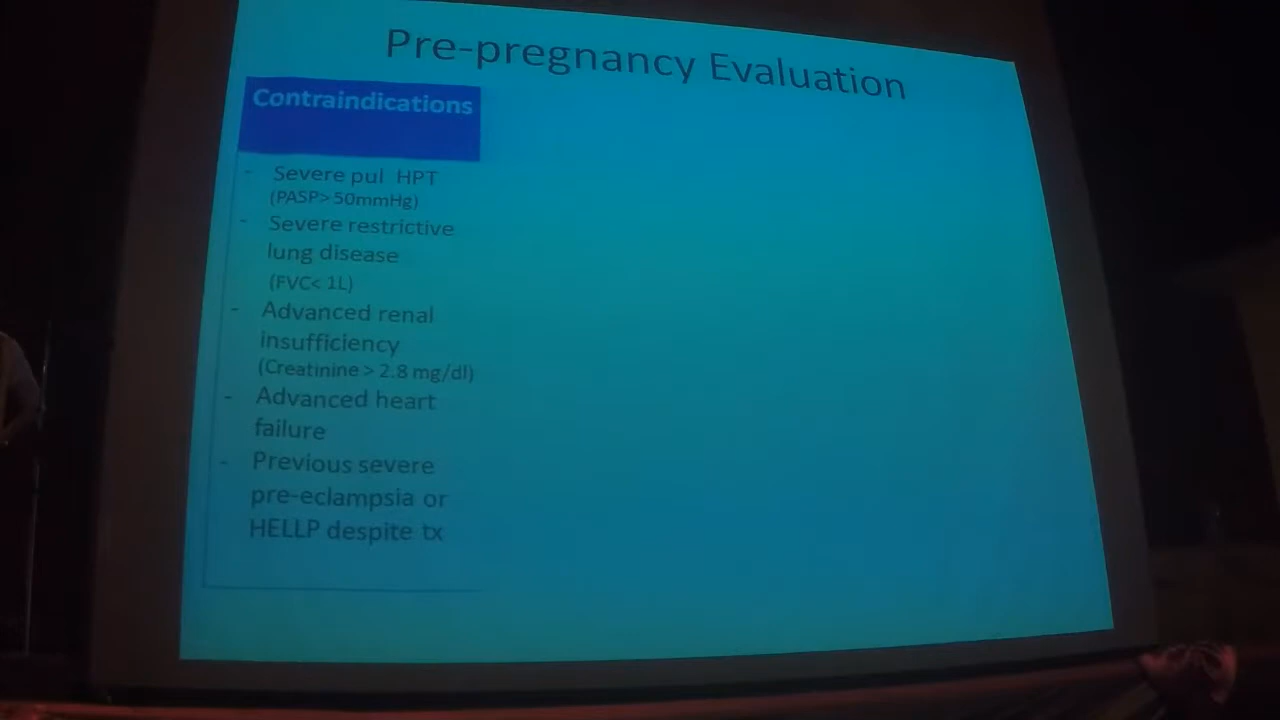 Pre-pregnancy Evaluation
Contraindications
- Severe pul HPT
(PASP> 50mmHg)
- Severe restrictive
lung disease
(FVC< 1L)
- Advanced renal
insufficiency
(Creatinine > 2.8 mg/dl)
- Advanced heart
failure
- Previous severe
pre-eclampsia or
HELLP despite tx